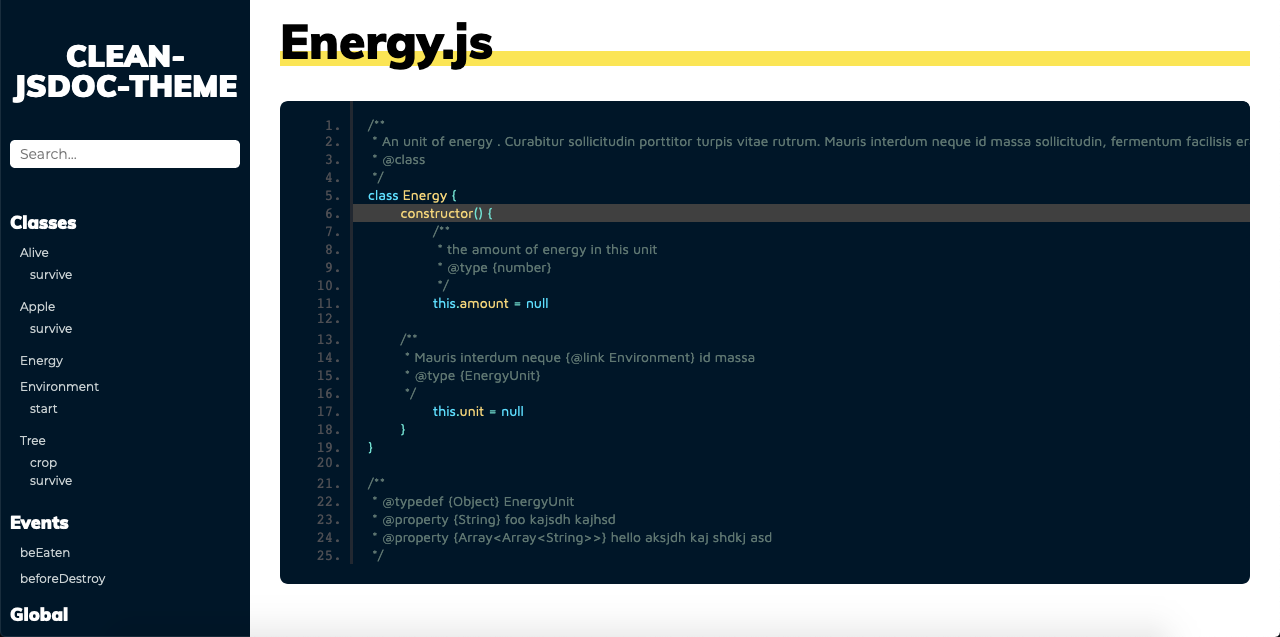 CLEAN-
JSDOC-THEME
Search...
Classes
Alive
survive
Apple
survive
Energy
Environment
start
Tree
crop
survive
Events
beEaten
beforeDestroy
Global
Energy.js
1. /**
2. * An unit of energy . Curabitur sollicitudin porttitor turpis vitae rutrum. Mauris interdum neque id massa sollicitudin, fermentum facilisis er
3. * @class
4. */
5. class Energy {
6. constructor() {
7. /**
8. * the amount of energy in this unit
9. * @type {number}
10. */
11. this.amount = null
12.
13. /**
14. * Mauris interdum neque {@link Environment} id massa
15. * @type {EnergyUnit}
16. */
17. this.unit = null
18. }
19. }
20.
21. /**
22. * @typedef {Object} EnergyUnit
23. * @property {String} foo kajsdh kajhsd
24. * @property {Array<Array<String>>} hello aksjdh kaj shdkj asd
25. */